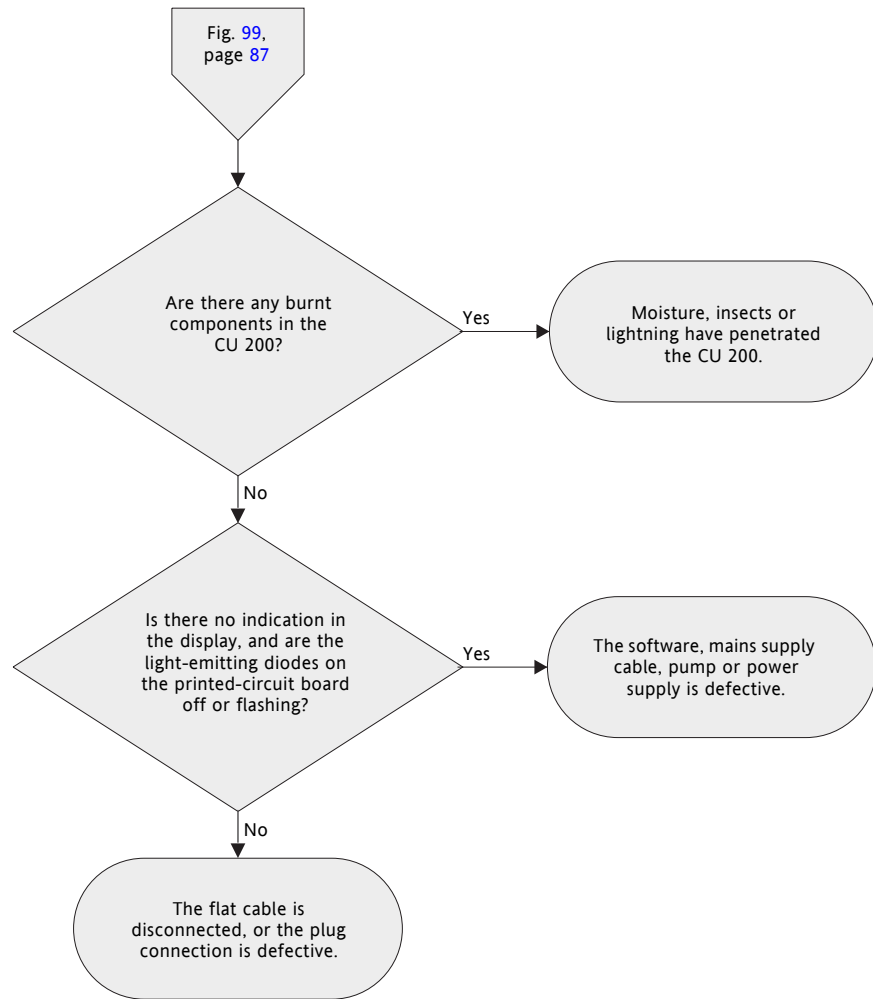 Fig. 99,
page 87
Are there any burnt
components in the
CU 200?
Yes
Moisture, insects or
lightning have penetrated
the CU 200.
No
Is there no indication in
the display, and are the
light-emitting diodes on
the printed-circuit board
off or flashing?
Yes
The software, mains supply
cable, pump or power
supply is defective.
No
The flat cable is
disconnected, or the plug
connection is defective.